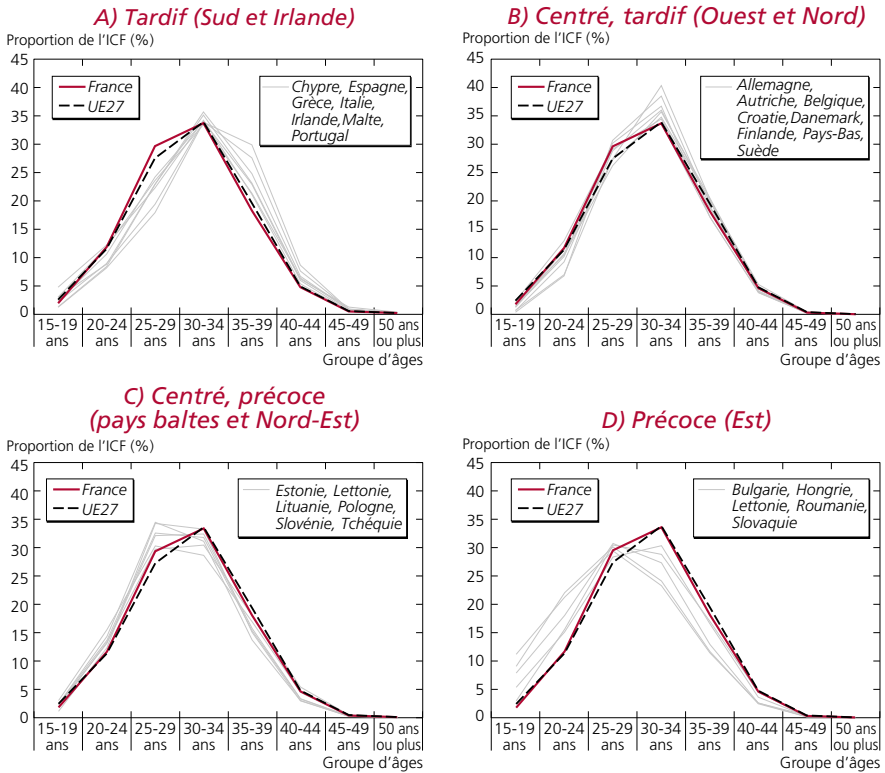 A) Tardif (Sud et Irlande)
Proportion de l’ICF (%)
45
40
35
30
25
20
15
10
5
0
France
UE27
Chypre, Espagne,
Grèce, Italie,
Irlande,Malte,
Portugal
15-19 20-24 25-29 30-34 35-39 40-44 45-49 50 ans
ans ans ans ans ans ans ans ou plus
Groupe d’âges
B) Centré, tardif (Ouest et Nord)
Proportion de l’ICF (%)
45
40
35
30
25
20
15
10
5
0
France
UE27
Allemagne,
Autriche, Belgique,
Croatie,Danemark,
Finlande, Pays-Bas,
Suède
15-19 20-24 25-29 30-34 35-39 40-44 45-49 50 ans
ans ans ans ans ans ans ans ou plus
Groupe d’âges
C) Centré, précoce
(pays baltes et Nord-Est)
Proportion de l’ICF (%)
45
40
35
30
25
20
15
10
5
0
France
UE27
Estonie, Lettonie,
Lituanie, Pologne,
Slovénie, Tchéquie
15-19 20-24 25-29 30-34 35-39 40-44 45-49 50 ans
ans ans ans ans ans ans ans ou plus
Groupe d’âges
D) Précoce (Est)
Proportion de l’ICF (%)
45
40
35
30
25
20
15
10
5
0
France
UE27
Bulgarie, Hongrie,
Lettonie, Roumanie,
Slovaquie
15-19 20-24 25-29 30-34 35-39 40-44 45-49 50 ans
ans ans ans ans ans ans ans ou plus
Groupe d’âges